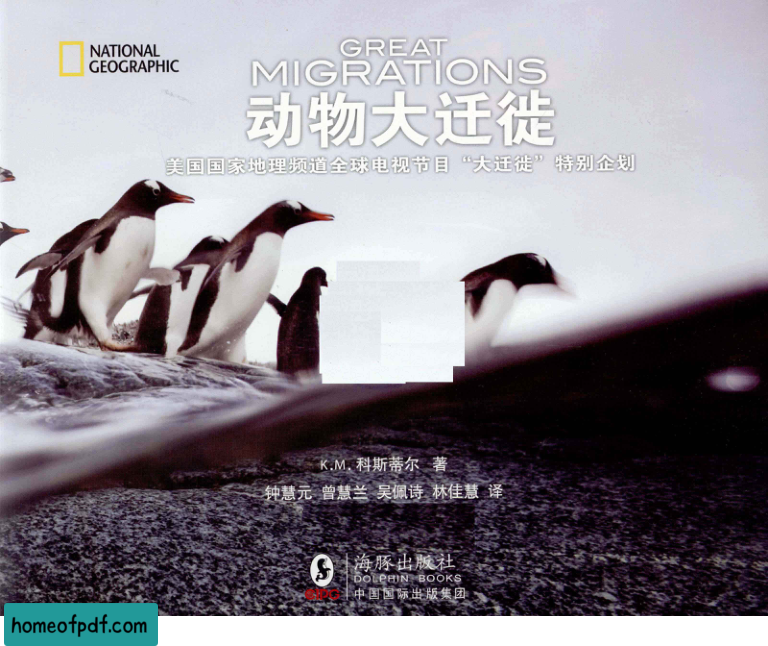 NATIONAL
GEOGRAPHIC
GREAT
MIGRATIONS
动物大迁徙
美国国家地理频道全球电视节目“大迁徙”特别企划
K.M. 科斯蒂尔 著
钟慧元 曾慧兰 吴佩诗 林佳慧 译
海豚出版社
DOLPHIN BOOKS
中国国际出版集团
homeofpdf.com